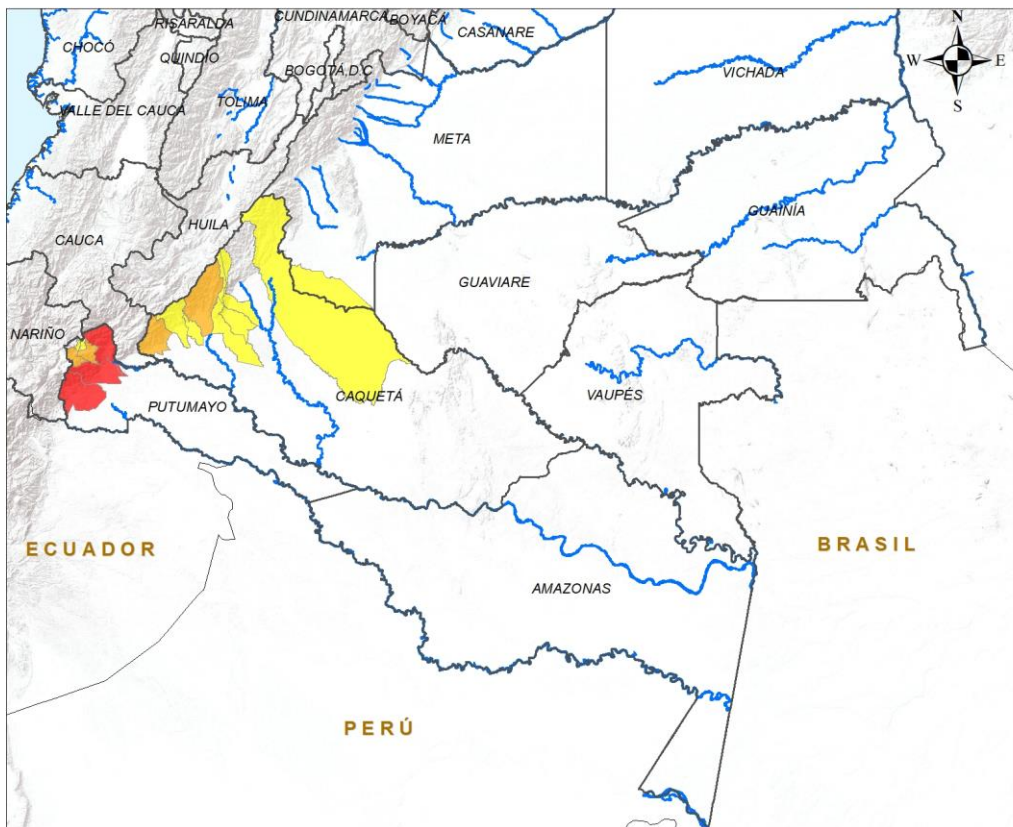 CUNDINAMARCA
BOYACÁ
RISARALDA
CASANARE
N
CHOCÓ
QUINDIO
BOGOTÁ, D.C
W
E
VICHADA
S
VALLE DEL CAUCA
TOLIMA
META
HUILA
GUAINÍA
CAUCA
GUAVIARE
NARIÑO
CAQUETÁ
VAUPÉS
PUTUMAYO
ECUADOR
BRASIL
AMAZONAS
PERÚ